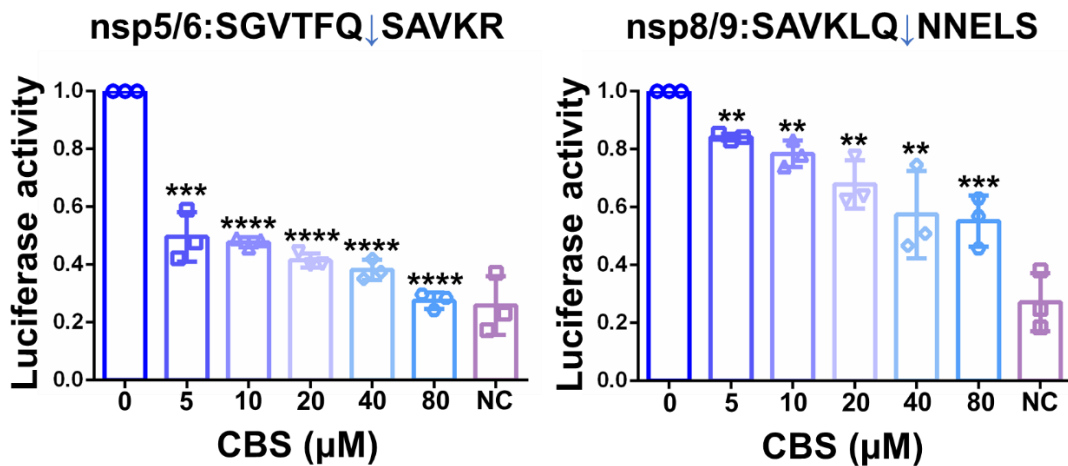 nsp5/6:SGVTFQ↓SAVKR
Luciferase activity
1.0
0.8
0.6
0.4
0.2
0.0
***
****
****
****
****
0 5 10 20 40 80 NC
CBS (μM)
nsp8/9:SAVKLQ↓NNELS
Luciferase activity
1.0
0.8
0.6
0.4
0.2
0.0
**
**
**
**
***
0 5 10 20 40 80 NC
CBS (μM)